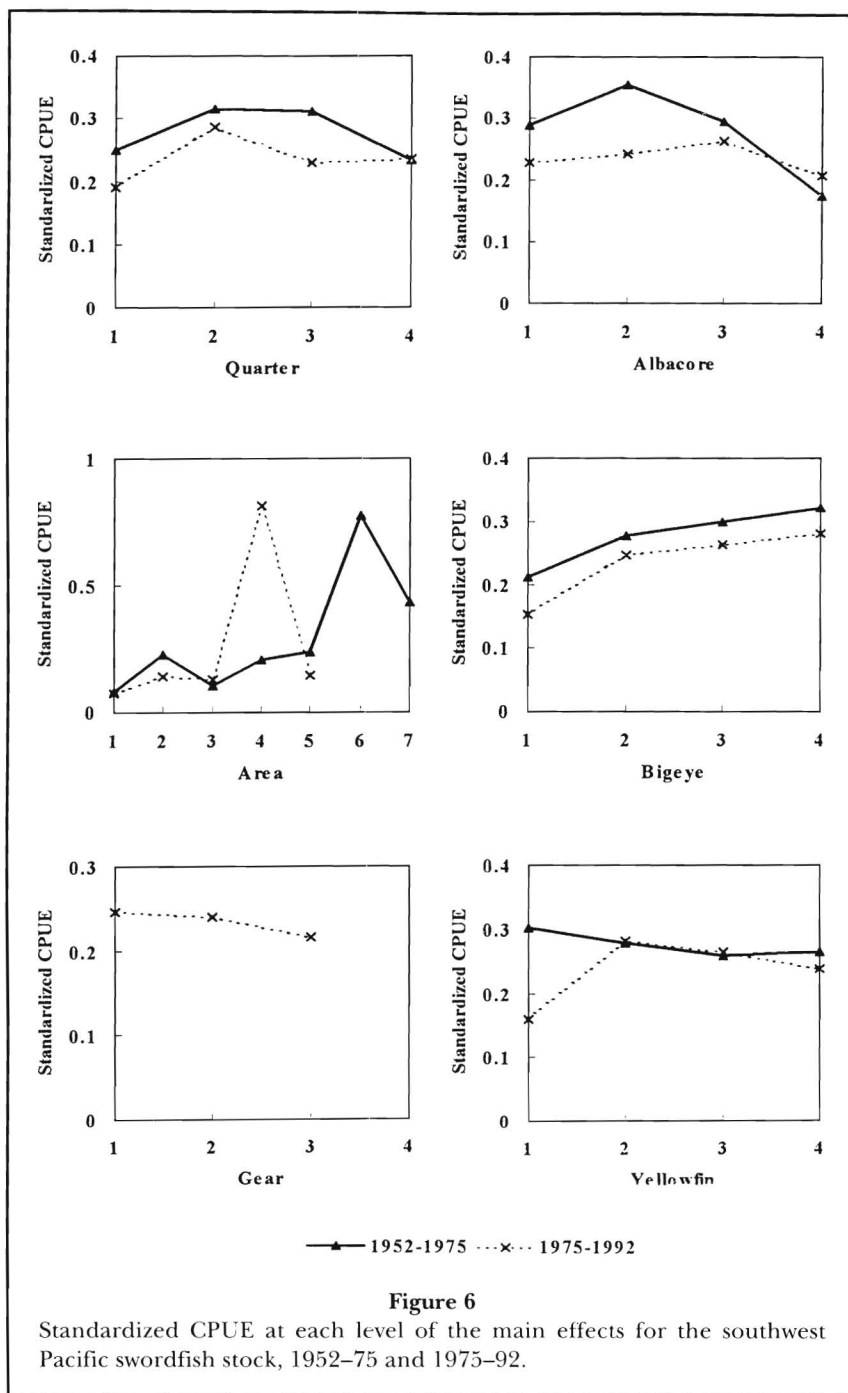 0.4
0.3
0.2
0.1
0
Standardized CPUE
1 2 3 4
Quarter
0.4
0.3
0.2
0.1
0
Standardized CPUE
1 2 3 4
Albacore
1
0.5
0
Standardized CPUE
1 2 3 4 5 6 7
Area
0.4
0.3
0.2
0.1
0
Standardized CPUE
1 2 3 4
Bigeye
0.3
0.2
0.1
0
Standardized CPUE
1 2 3 4
Gear
0.4
0.3
0.2
0.1
0
Standardized CPUE
1 2 3 4
Yellowfin
1952-1975 1975-1992
Figure 6
Standardized CPUE at each level of the main effects for the southwest
Pacific swordfish stock, 1952–75 and 1975–92.